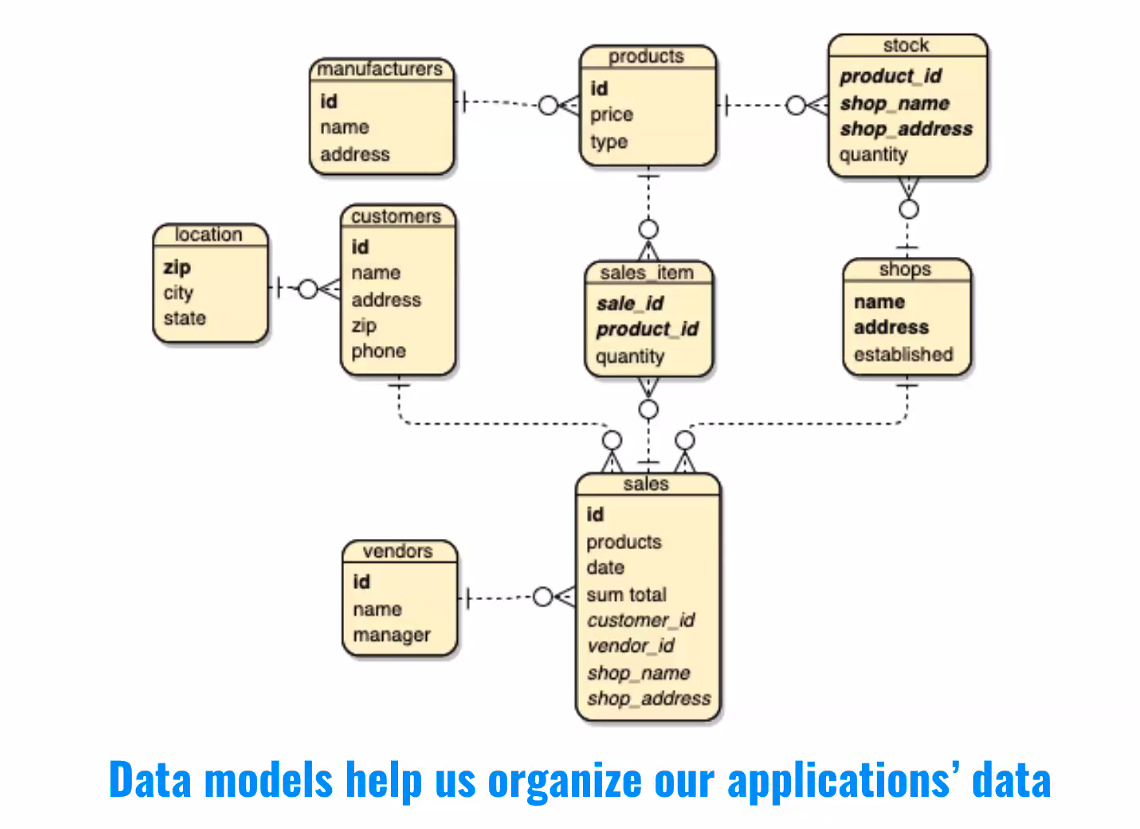 manufacturers
id
name
address
products
id
price
type
stock
product_id
shop_name
shop_address
quantity
location
zip
city
state
customers
id
name
address
zip
phone
sales_item
sale_id
product_id
quantity
shops
name
address
established
vendors
id
name
manager
sales
id
products
date
sum total
customer_id
vendor_id
shop_name
shop_address
Data models help us organize our applications’ data